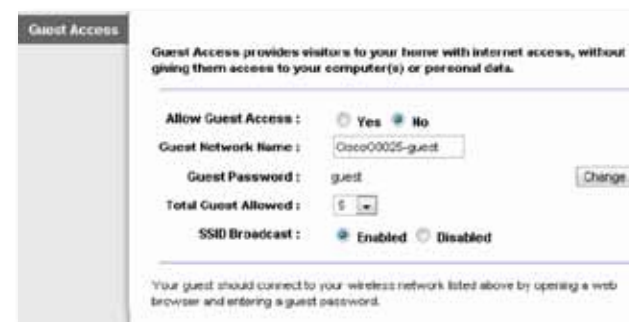 Guest Access
Guest Access provides visitors to your home with internet access, without
giving them access to your computer(s) or personal data.
Allow Guest Access : Yes No
Guest Network Name : Cisco00025-guest
Guest Password : guest Change
Total Guest Allowed : 5
SSID Broadcast : Enabled Disabled
Your guest should connect to your wireless network listed above by opening a web
browser and entering a guest password.